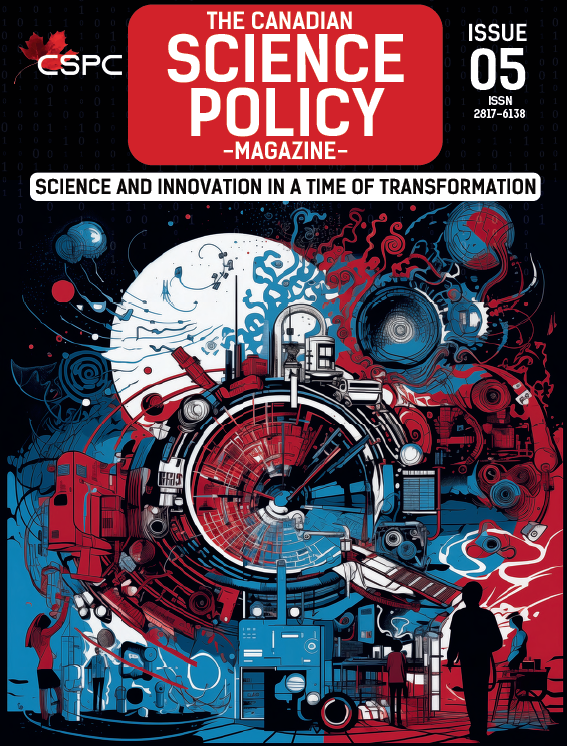 THE CANADIAN
SCIENCE
POLICY
-MAGAZINE-
CSPC
ISSUE
05
ISSN
2817-6138
SCIENCE AND INNOVATION IN A TIME OF TRANSFORMATION